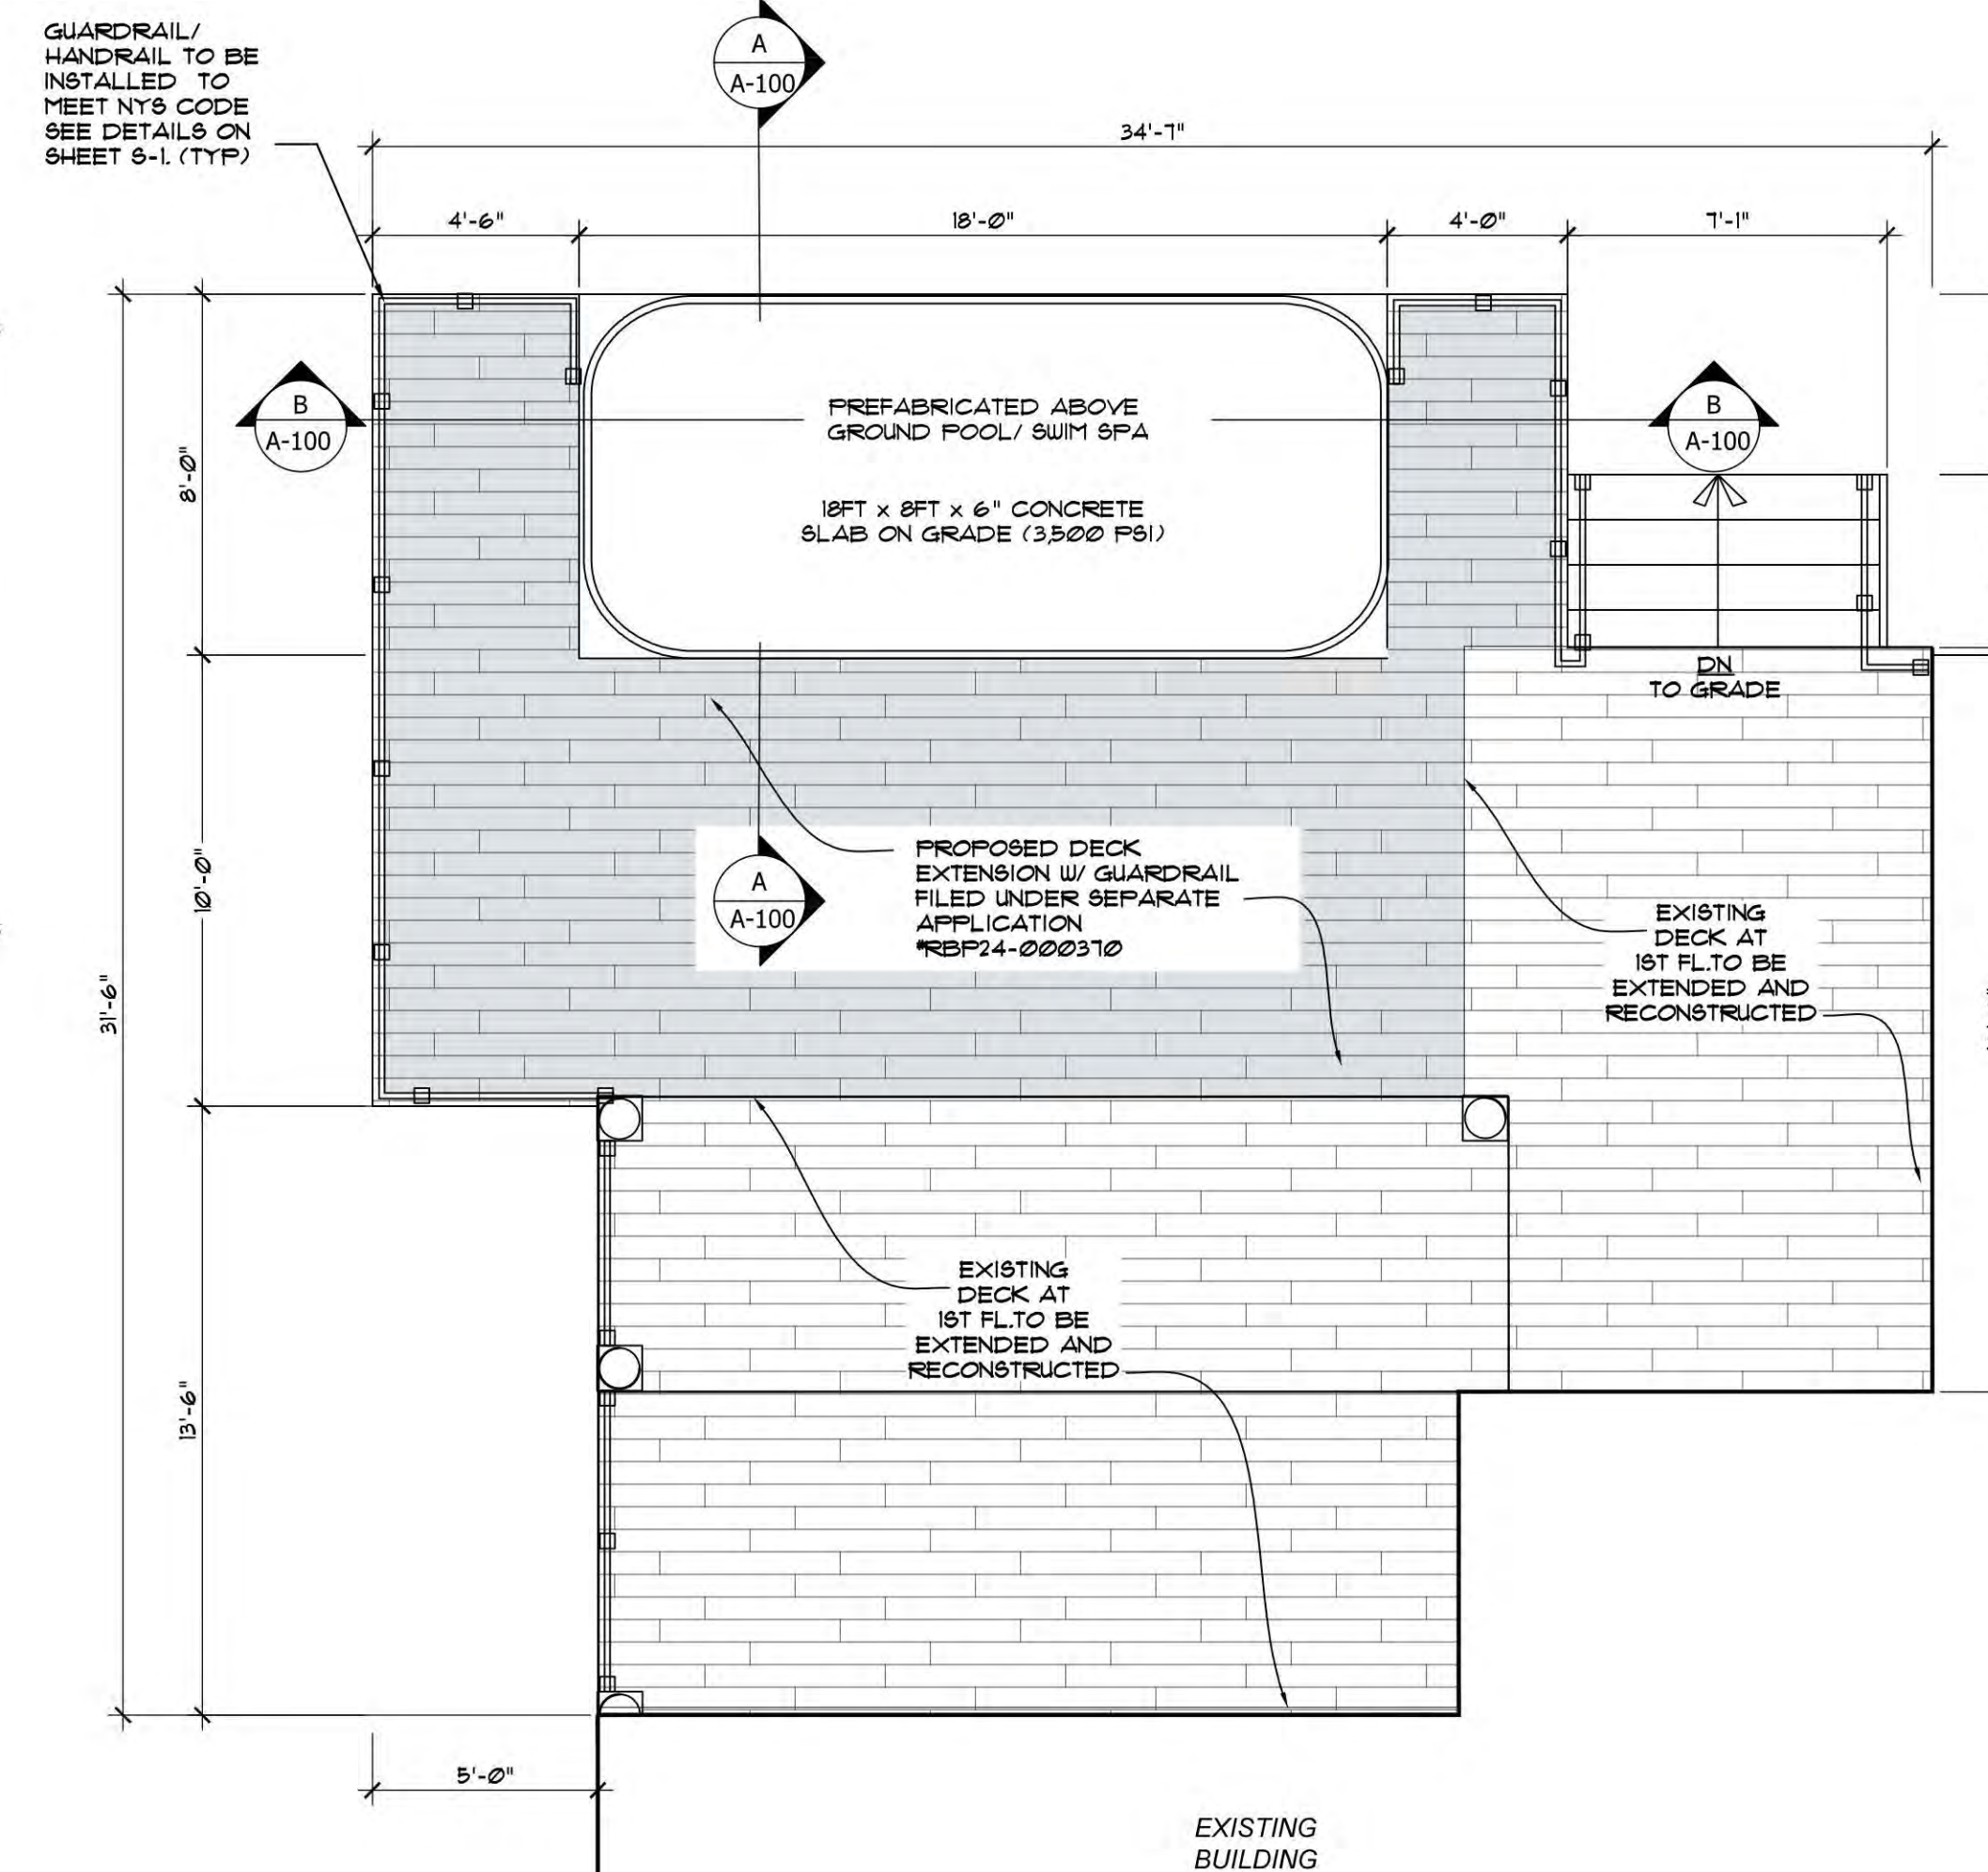 GUARDRAIL/
HANDRAIL TO BE
INSTALLED TO
MEET NYS CODE
SEE DETAILS ON
SHEET S-1. (TYP)
A
A-100
34'-7"
4'-6"
18'-0"
4'-0"
7'-1"
B
A-100
PREFABRICATED ABOVE
GROUND POOL/ SWIM SPA
18FT x 8FT x 6" CONCRETE
SLAB ON GRADE (3,500 PSI)
B
A-100
8'-0"
DN
TO GRADE
10'-0"
A
A-100
PROPOSED DECK
EXTENSION W/ GUARDRAIL
FILED UNDER SEPARATE
APPLICATION
#RBP24-000370
EXISTING
DECK AT
1ST FL.TO BE
EXTENDED AND
RECONSTRUCTED
31'-6"
EXISTING
DECK AT
1ST FL.TO BE
EXTENDED AND
RECONSTRUCTED
13'-6"
5'-0"
EXISTING
BUILDING